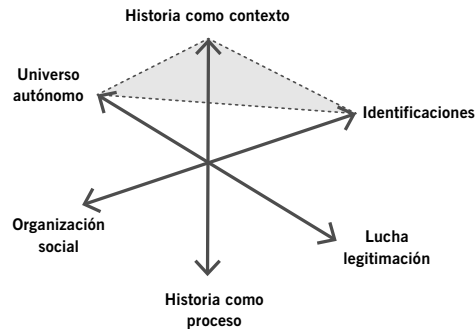 Historia como contexto
Universo
autónomo
Identificaciones
Organización
social
Lucha
legitimación
Historia como
proceso